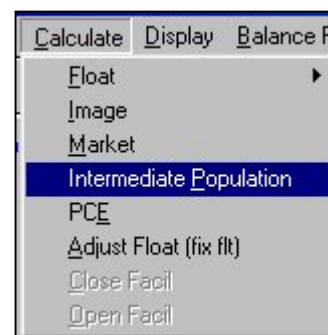 Calculate Display Balance F
Float
Image
Market
Intermediate Population
PCE
Adjust Float (fix flt)
Close Facil
Open Facil